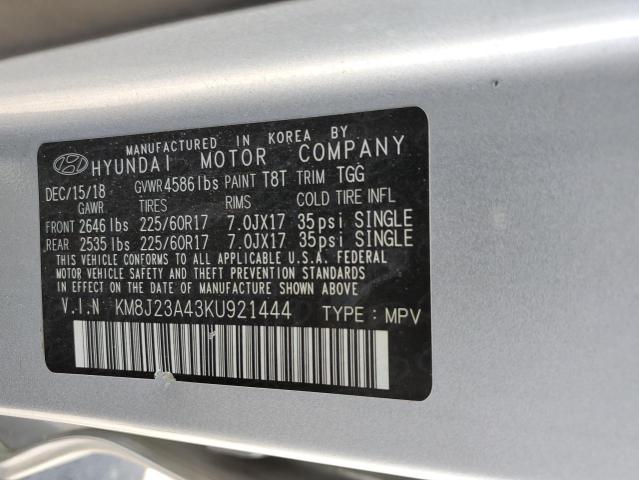 MANUFACTURED IN KOREA BY
HYUNDAI MOTOR COMPANY
DEC/15/18 GVWR 4586lbs PAINT T8T TRIM TGG
GAWR TIRES RIMS COLD TIRE INFL
FRONT 2646 lbs 225/60R17 7.0JX17 35psi SINGLE
REAR 2535 lbs 225/60R17 7.0JX17 35psi SINGLE
THIS VEHICLE CONFORMS TO ALL APPLICABLE U.S.A. FEDERAL
MOTOR VEHICLE SAFETY AND THEFT PREVENTION STANDARDS
IN EFFECT ON THE DATE OF MANUFACTURE SHOWN ABOVE.
V.I.N KM8J23A43KU921444 TYPE : MPV